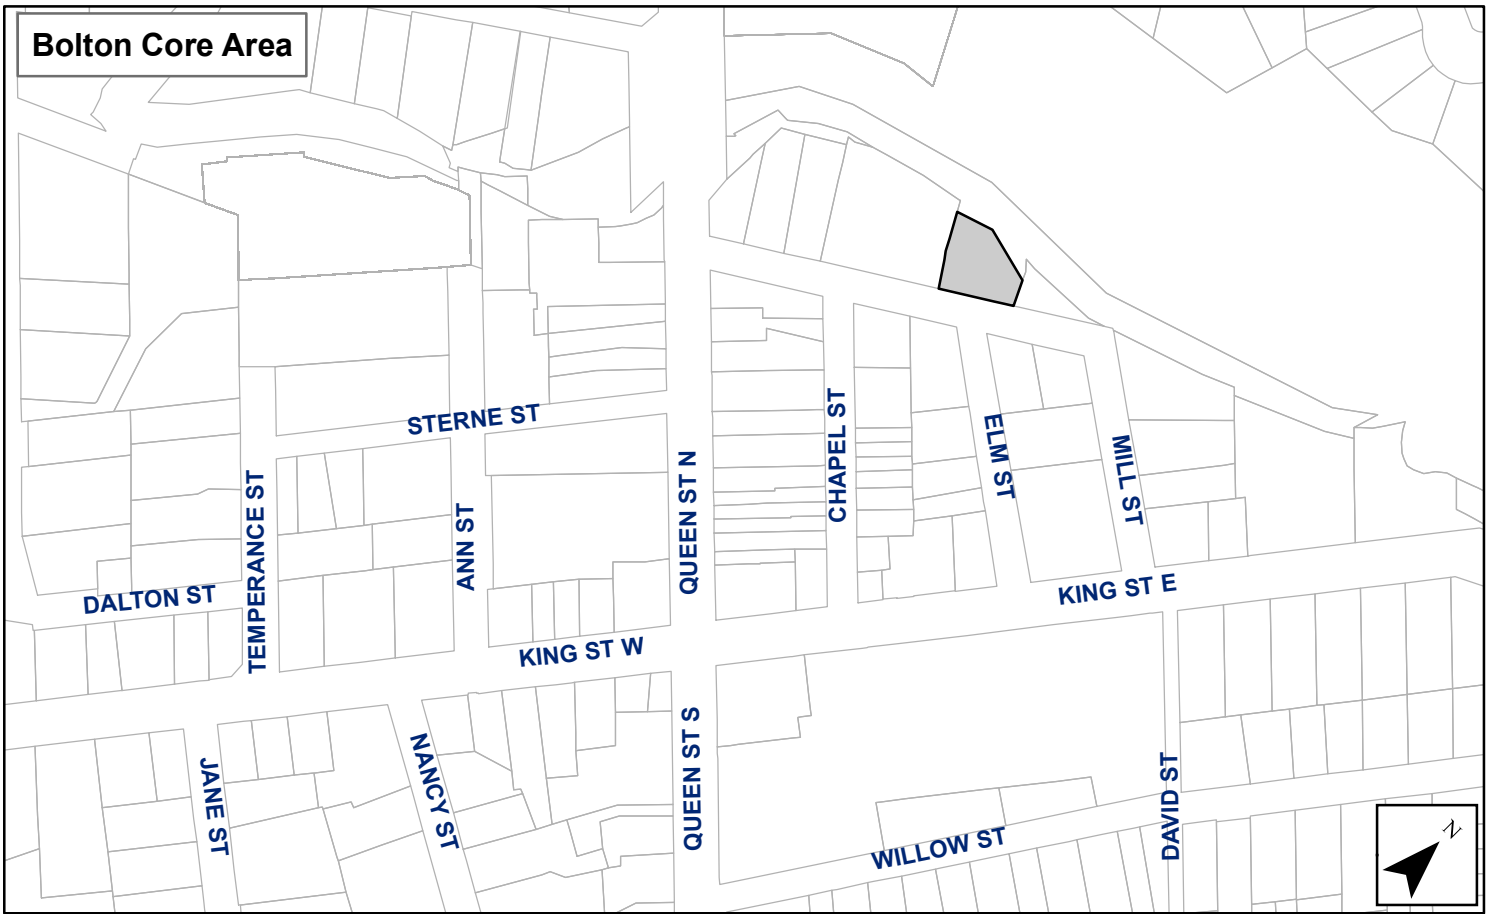 Bolton Core Area
STERNE ST
QUEEN ST N
CHAPEL ST
ELM ST
MILL ST
TEMPERANCE ST
ANN ST
DALTON ST
KING ST E
KING ST W
JANE ST
NANCY ST
QUEEN ST S
WILLOW ST
DAVID ST
N